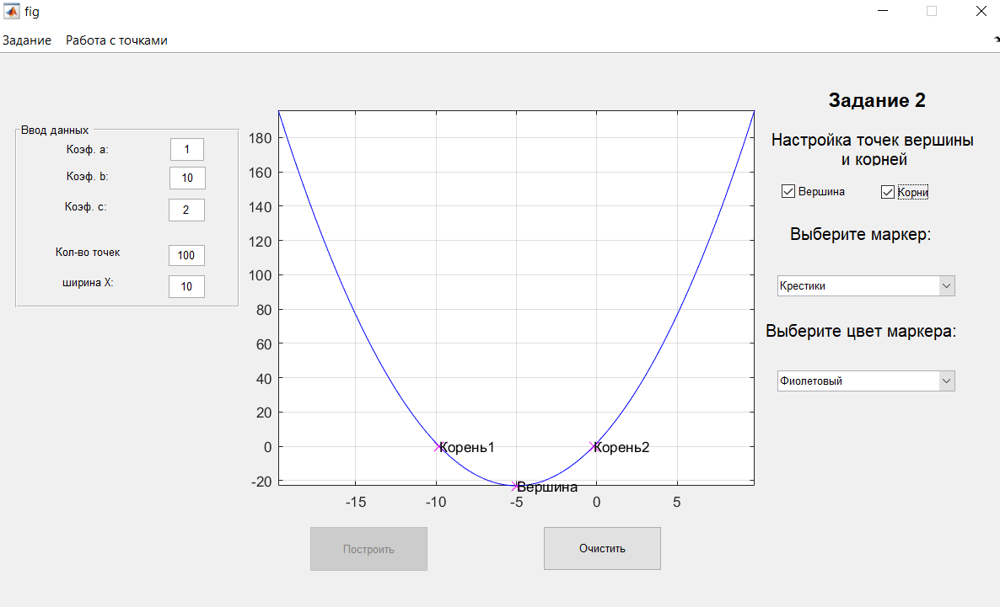 fig
Задание Работа с точками
Ввод данных
Коэф. a: 1
Коэф. b: 10
Коэф. c: 2
Кол-во точек 100
ширина X: 10
180
160
140
120
100
80
60
40
20
0
-20
Корень1 Корень2
Вершина
-15 -10 -5 0 5
Построить Очистить
Задание 2
Настройка точек вершины
и корней
Вершина Корни
Выберите маркер:
Крестики
Выберите цвет маркера:
Фиолетовый